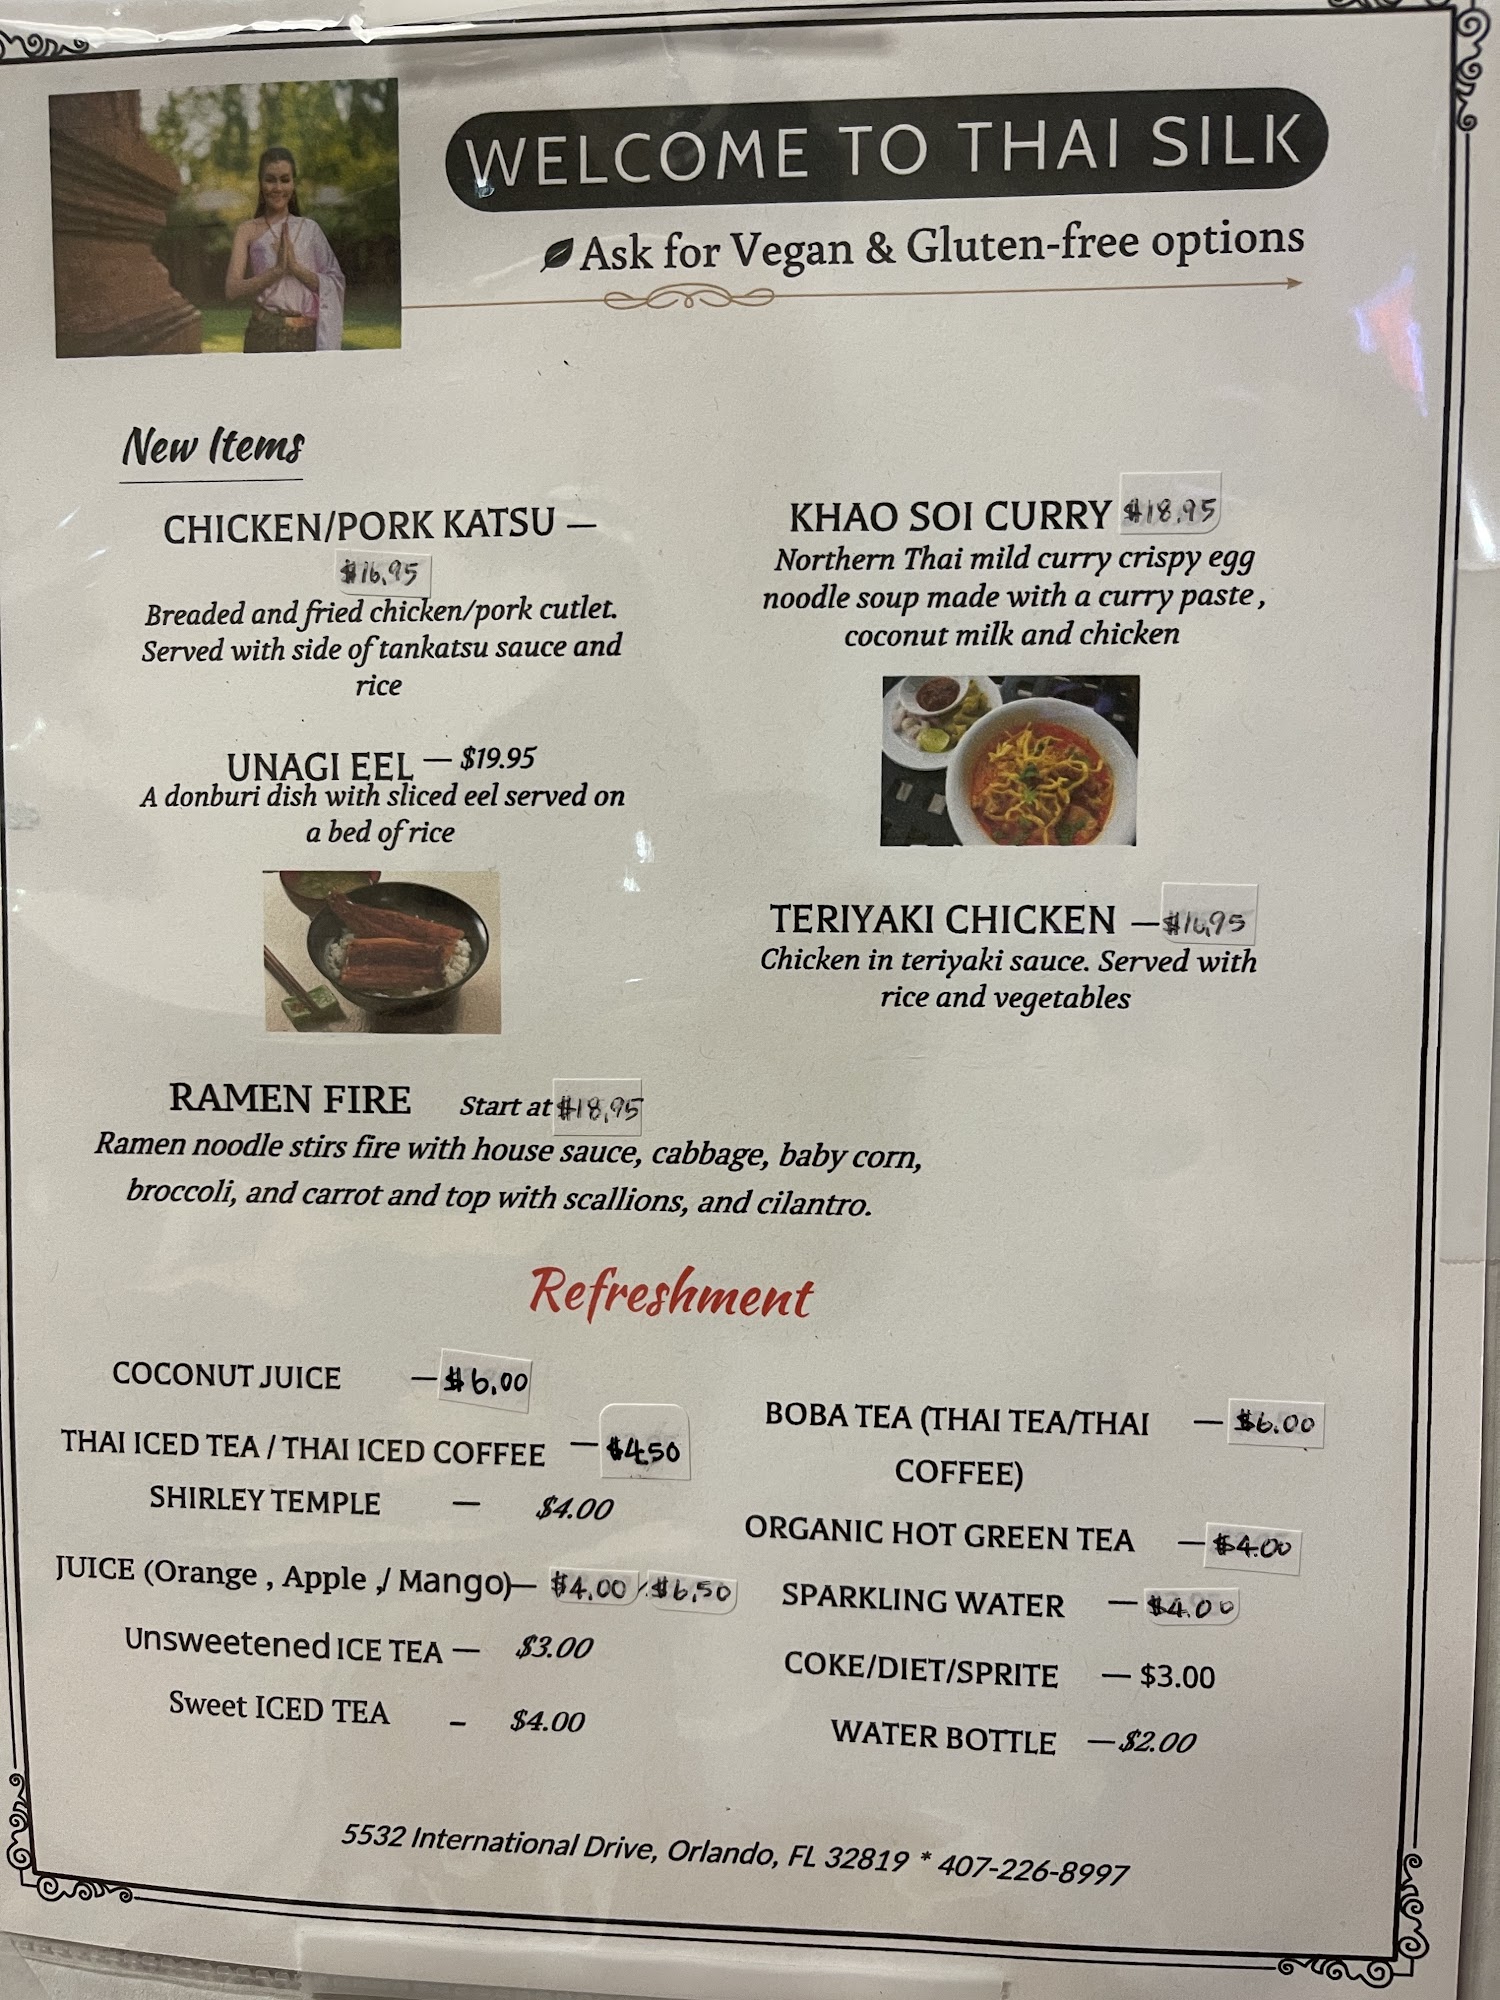 WELCOME TO THAI SILK
Ask for Vegan & Gluten-free options
New Items
CHICKEN/PORK KATSU —
$16.95
Breaded and fried chicken/pork cutlet.
Served with side of tankatsu sauce and
rice
UNAGI EEL — $19.95
A donburi dish with sliced eel served on
a bed of rice
KHAO SOI CURRY $18.95
Northern Thai mild curry crispy egg
noodle soup made with a curry paste ,
coconut milk and chicken
TERIYAKI CHICKEN — $16.95
Chicken in teriyaki sauce. Served with
rice and vegetables
RAMEN FIRE Start at $18.95
Ramen noodle stirs fire with house sauce, cabbage, baby corn,
broccoli, and carrot and top with scallions, and cilantro.
Refreshment
COCONUT JUICE — $6.00
THAI ICED TEA / THAI ICED COFFEE — $4.50
SHIRLEY TEMPLE — $4.00
JUICE (Orange , Apple ,/ Mango)— $4.00 / $6.50
Unsweetened ICE TEA — $3.00
Sweet ICED TEA – $4.00
BOBA TEA (THAI TEA/THAI — $6.00
COFFEE)
ORGANIC HOT GREEN TEA — $4.00
SPARKLING WATER — $4.00
COKE/DIET/SPRITE — $3.00
WATER BOTTLE — $2.00
5532 International Drive, Orlando, FL 32819 * 407-226-8997